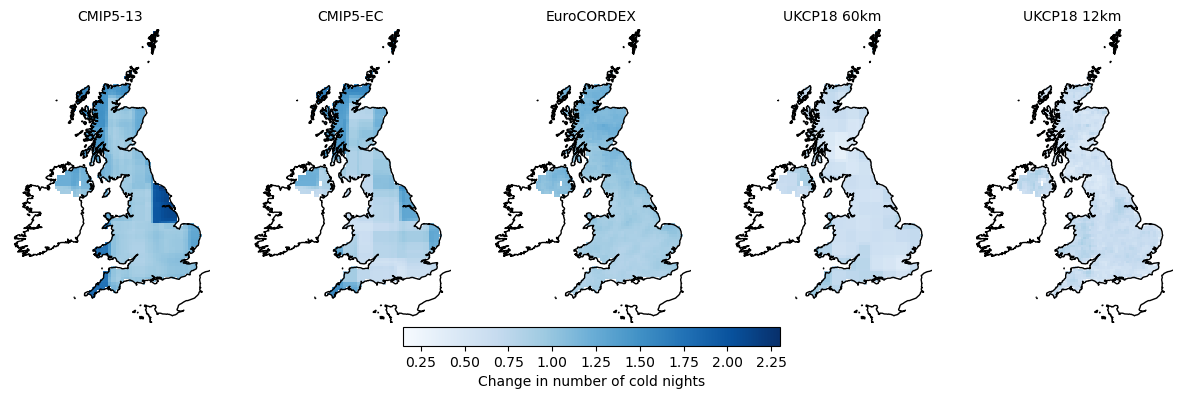 CMIP5-13 CMIP5-EC EuroCORDEX UKCP18 60km UKCP18 12km
0.25 0.50 0.75 1.00 1.25 1.50 1.75 2.00 2.25
Change in number of cold nights